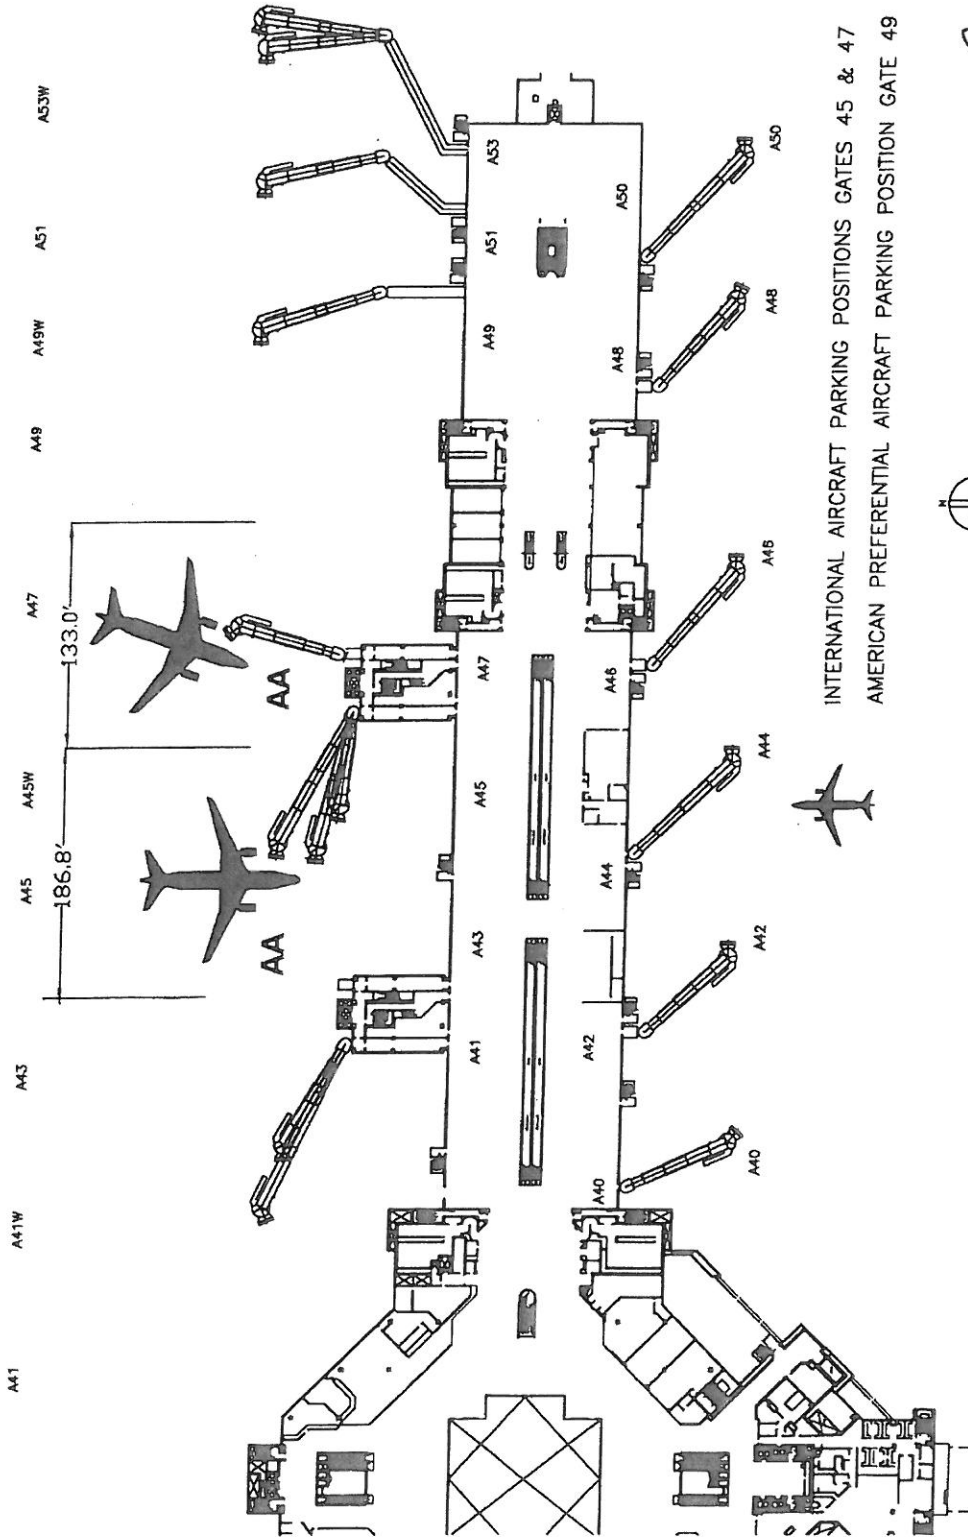 A41
A41W
A43
A45
A45W
A47
A49
A49W
A51
A53W
186.8'
133.0'
AA
AA
A41
A43
A45
A47
A49
A51
A53
A40
A42
A44
A46
A48
A50
A40
A42
A44
A46
A48
A50
INTERNATIONAL AIRCRAFT PARKING POSITIONS GATES 45 & 47
AMERICAN PREFERENTIAL AIRCRAFT PARKING POSITION GATE 49